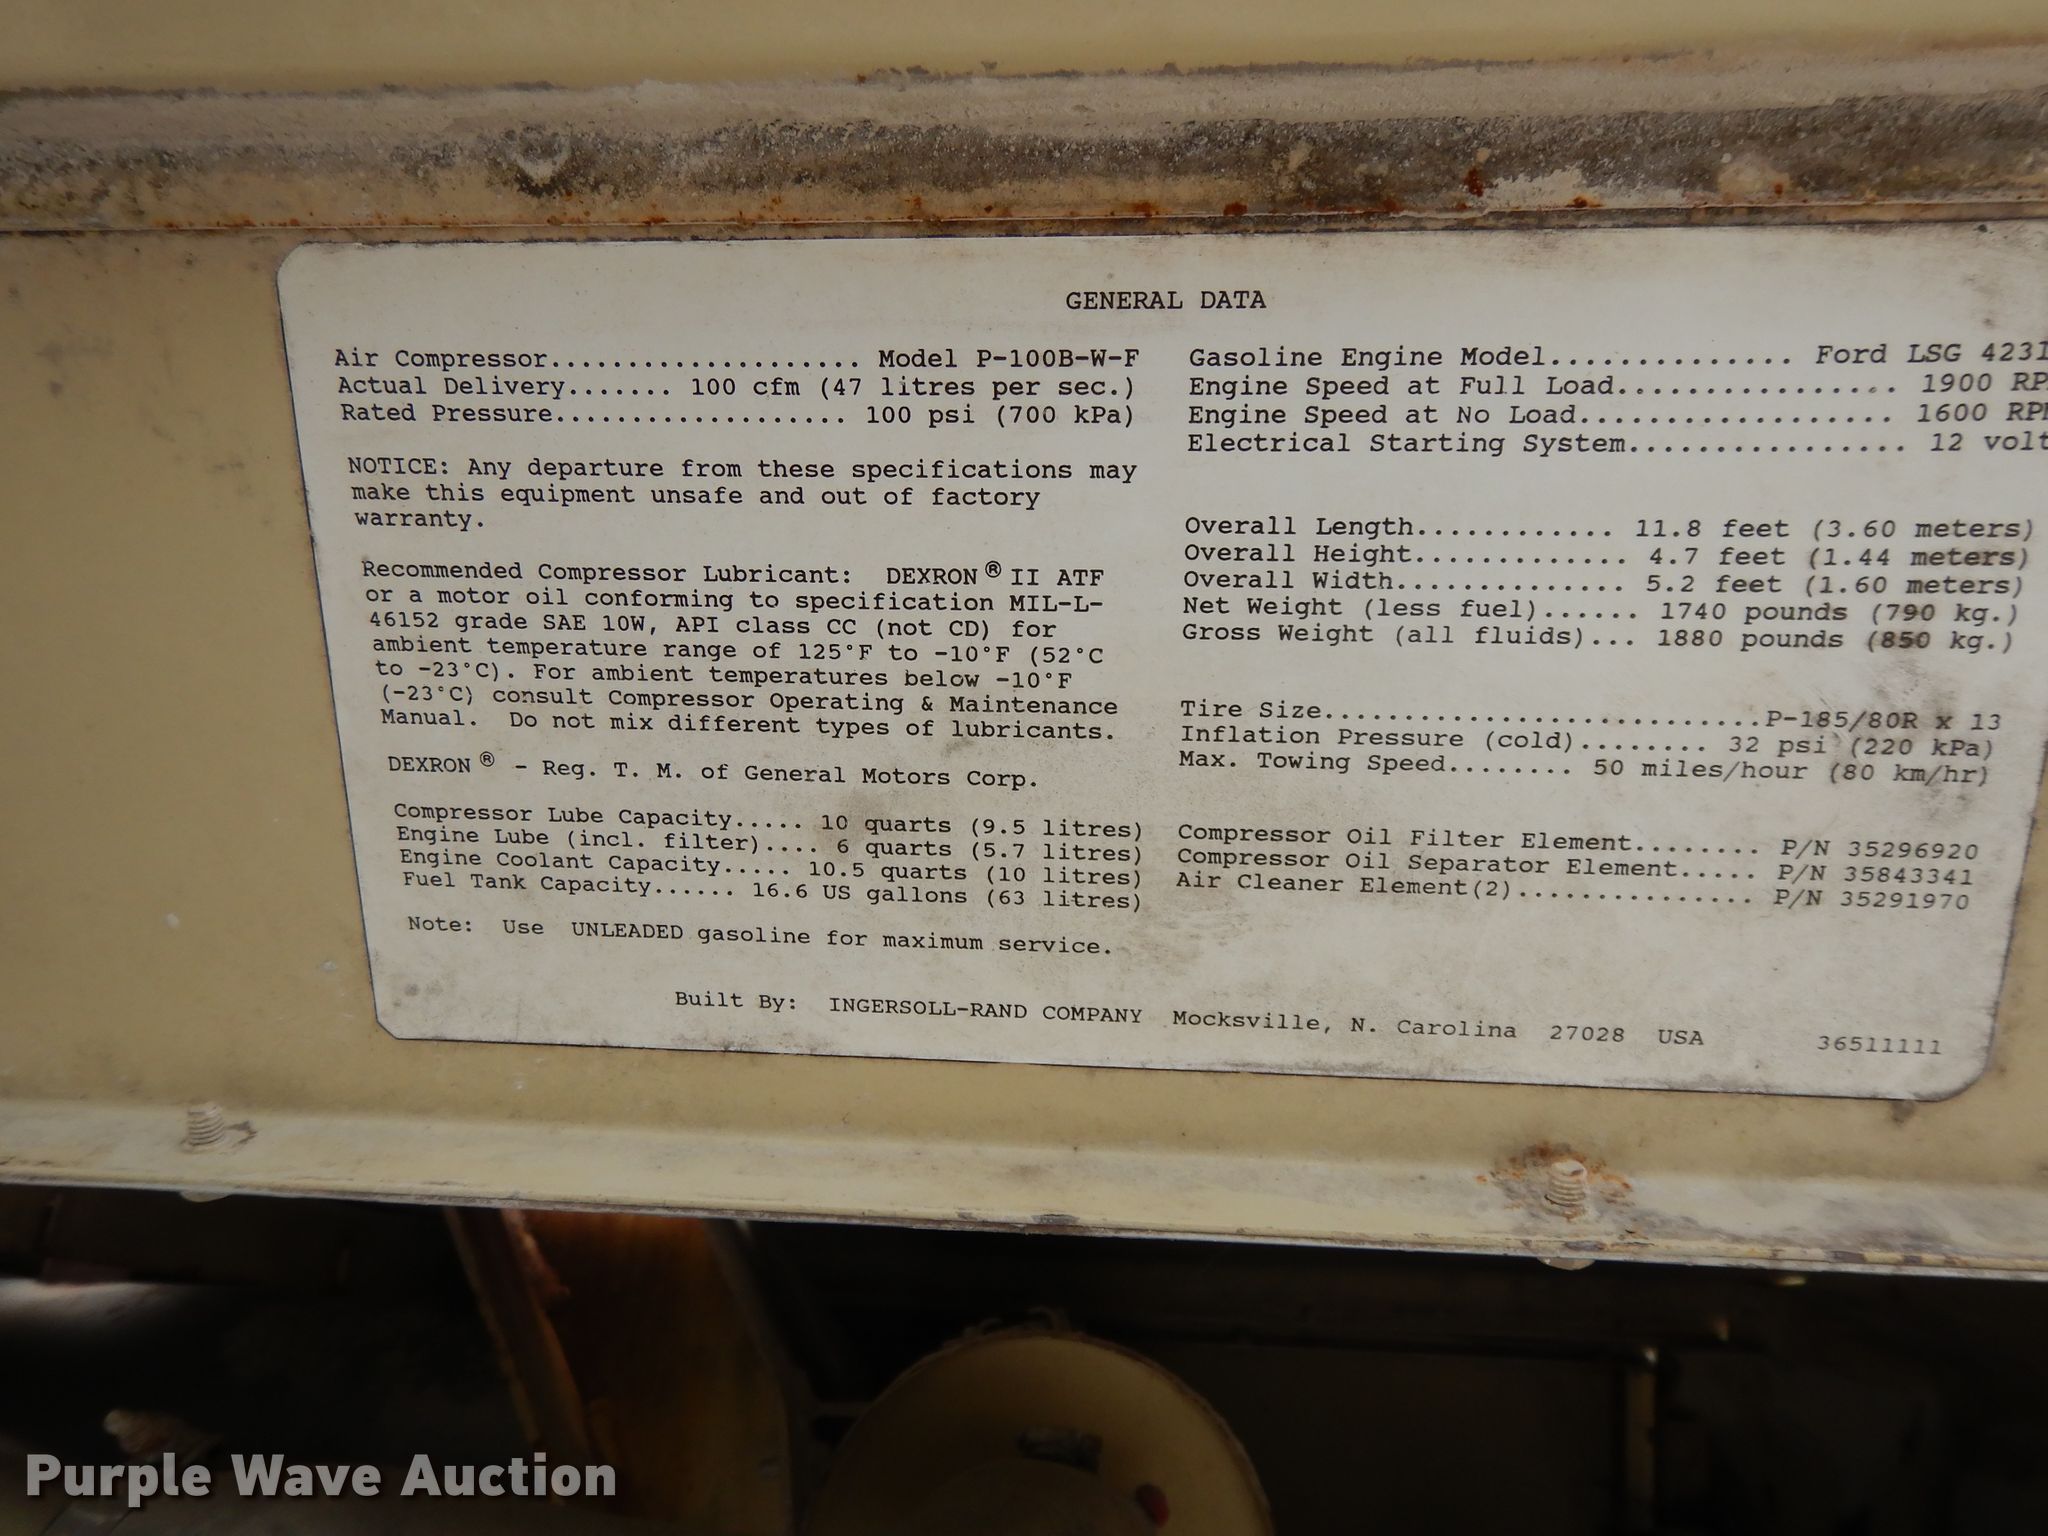 GENERAL DATA
Air Compressor.................... Model P-100B-W-F
Actual Delivery....... 100 cfm (47 litres per sec.)
Rated Pressure................... 100 psi (700 kPa)
NOTICE: Any departure from these specifications may
make this equipment unsafe and out of factory
warranty.
Recommended Compressor Lubricant: DEXRON® II ATF
or a motor oil conforming to specification MIL-L-
46152 grade SAE 10W, API class CC (not CD) for
ambient temperature range of 125°F to -10°F (52°C
to -23°C). For ambient temperatures below -10°F
(-23°C) consult Compressor Operating & Maintenance
Manual. Do not mix different types of lubricants.
DEXRON® - Reg. T. M. of General Motors Corp.
Compressor Lube Capacity..... 10 quarts (9.5 litres)
Engine Lube (incl. filter).... 6 quarts (5.7 litres)
Engine Coolant Capacity..... 10.5 quarts (10 litres)
Fuel Tank Capacity...... 16.6 US gallons (63 litres)
Note: Use UNLEADED gasoline for maximum service.
Gasoline Engine Model.............. Ford LSG 423
Engine Speed at Full Load................ 1900 RP
Engine Speed at No Load.................. 1600 RP
Electrical Starting System................ 12 volt
Overall Length............ 11.8 feet (3.60 meters)
Overall Height............. 4.7 feet (1.44 meters)
Overall Width.............. 5.2 feet (1.60 meters)
Net Weight (less fuel)...... 1740 pounds (790 kg.)
Gross Weight (all fluids)... 1880 pounds (850 kg.)
Tire Size...........................P-185/80R x 13
Inflation Pressure (cold)........ 32 psi (220 kPa)
Max. Towing Speed........ 50 miles/hour (80 km/hr)
Compressor Oil Filter Element........ P/N 35296920
Compressor Oil Separator Element..... P/N 35843341
Air Cleaner Element(2)............... P/N 35291970
Built By: INGERSOLL-RAND COMPANY Mocksville, N. Carolina 27028 USA 36511111
Purple Wave Auction